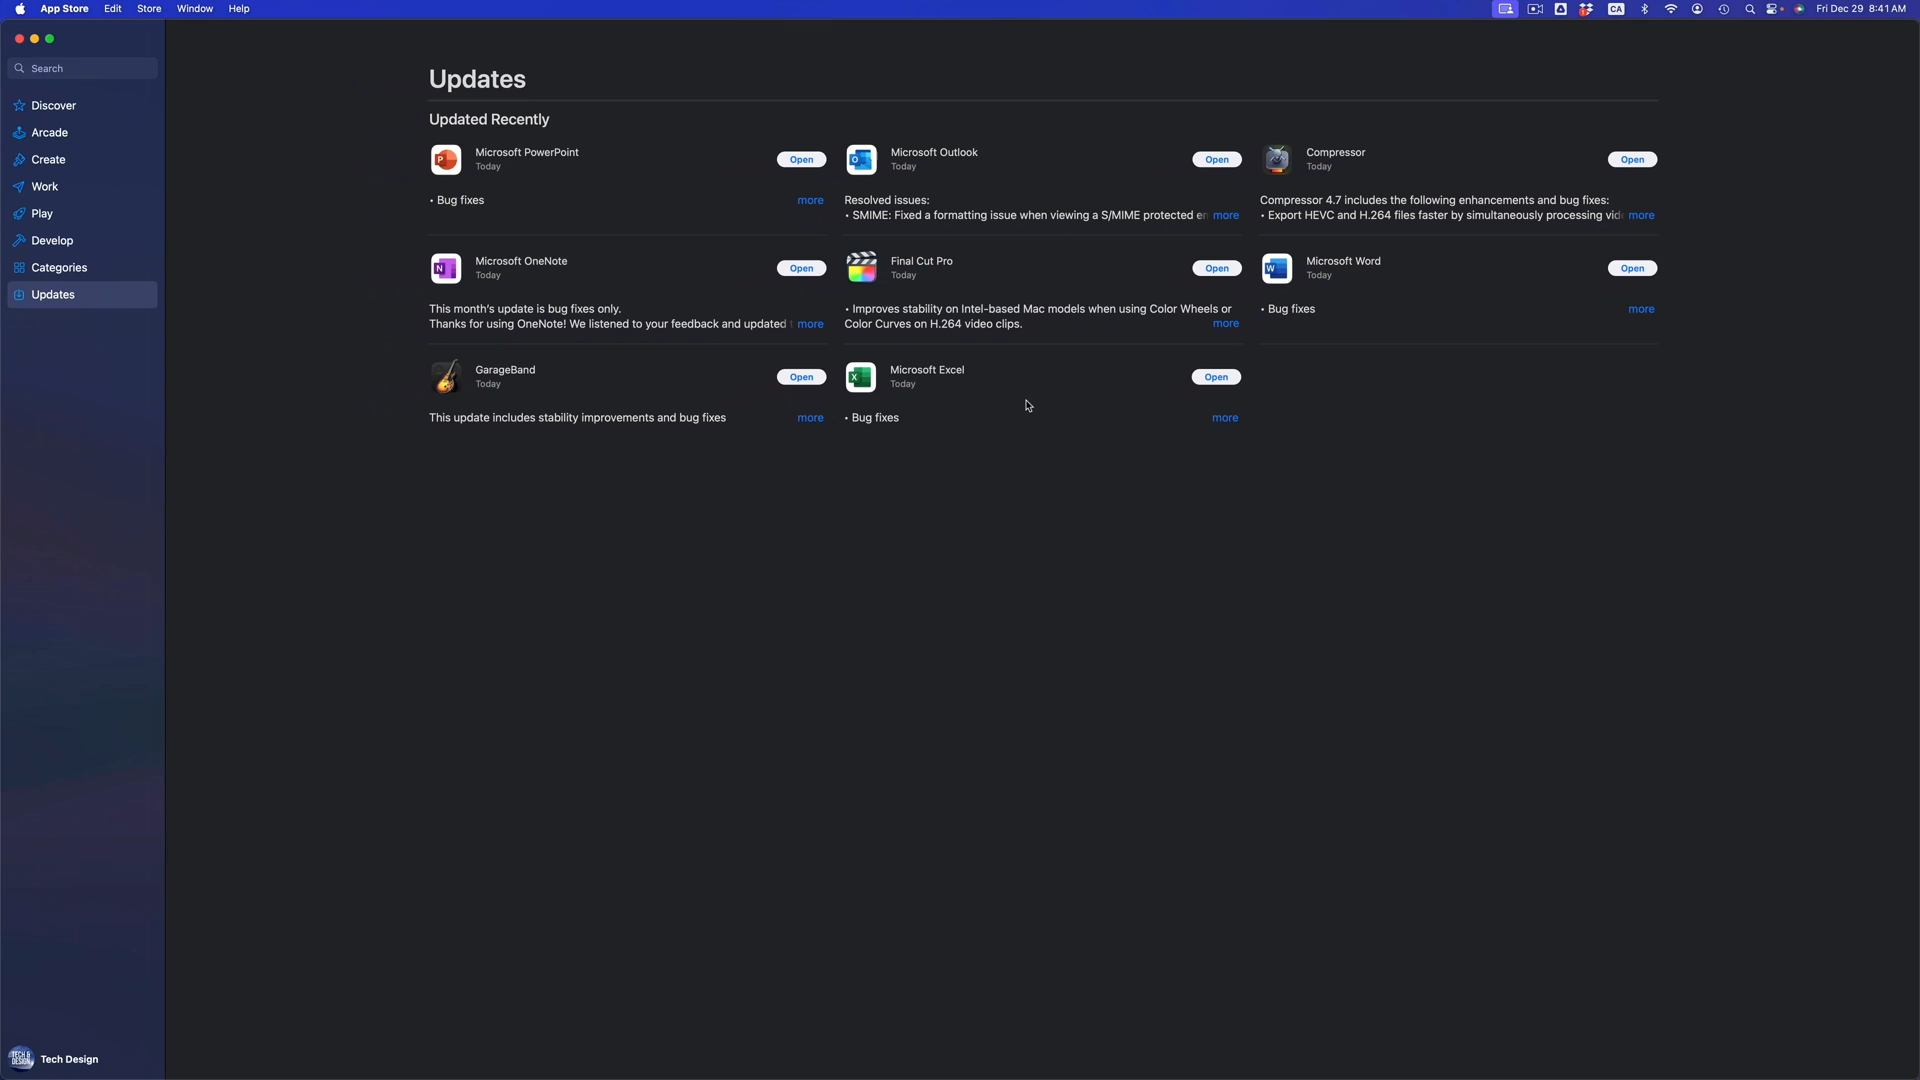 App Store Edit Store Window Help
CA
Fri Dec 29 8:41 AM
Search
Discover
Arcade
Create
Work
Play
Develop
Categories
Updates
Updates
Updated Recently
Microsoft PowerPoint
Today
Open
• Bug fixes
more
Microsoft Outlook
Today
Open
Resolved issues:
• SMIME: Fixed a formatting issue when viewing a S/MIME protected
more
Compressor
Today
Open
Compressor 4.7 includes the following enhancements and bug fixes:
• Export HEVC and H.264 files faster by simultaneously processing
more
Microsoft OneNote
Today
Open
This month's update is bug fixes only.
Thanks for using OneNote! We listened to your feedback and updated
more
Final Cut Pro
Today
Open
• Improves stability on Intel-based Mac models when using Color Wheels or
Color Curves on H.264 video clips.
more
Microsoft Word
Today
Open
• Bug fixes
more
GarageBand
Today
Open
This update includes stability improvements and bug fixes
more
Microsoft Excel
Today
Open
• Bug fixes
more
TECH &
DESIGN
Tech Design